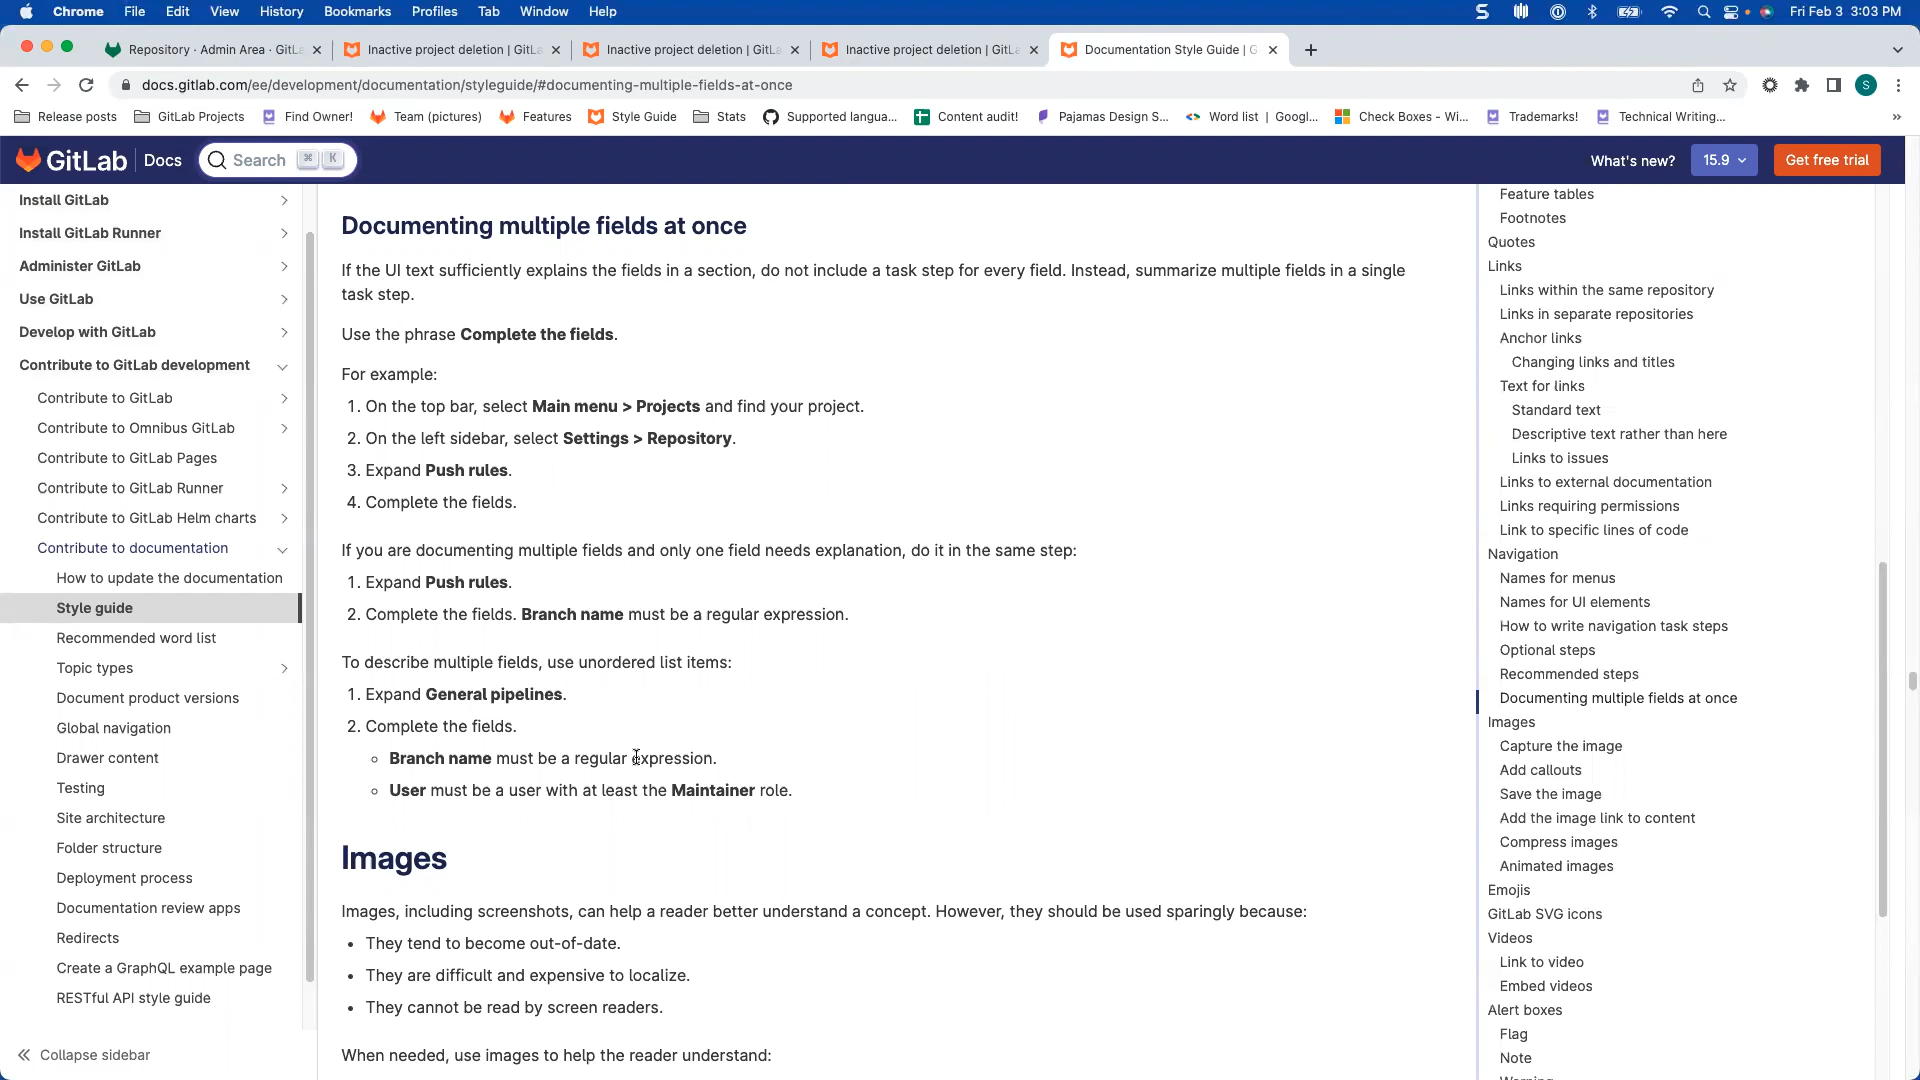 Chrome File Edit View History Bookmarks Profiles Tab Window Help Fri Feb 3 3:03 PM
Repository · Admin Area · GitLa
Inactive project deletion | GitLa
Inactive project deletion | GitLa
Inactive project deletion | GitLa
Documentation Style Guide | G
docs.gitlab.com/ee/development/documentation/styleguide/#documenting-multiple-fields-at-once
S
Release posts GitLab Projects Find Owner! Team (pictures) Features Style Guide Stats Supported langua... Content audit! Pajamas Design S... Word list | Googl... Check Boxes - Wi... Trademarks! Technical Writing... »
GitLab Docs Search ⌘ K What's new? 15.9 Get free trial
Install GitLab
Install GitLab Runner
Administer GitLab
Use GitLab
Develop with GitLab
Contribute to GitLab development
Contribute to GitLab
Contribute to Omnibus GitLab
Contribute to GitLab Pages
Contribute to GitLab Runner
Contribute to GitLab Helm charts
Contribute to documentation
How to update the documentation
Style guide
Recommended word list
Topic types
Document product versions
Global navigation
Drawer content
Testing
Site architecture
Folder structure
Deployment process
Documentation review apps
Redirects
Create a GraphQL example page
RESTful API style guide
Collapse sidebar
Documenting multiple fields at once
If the UI text sufficiently explains the fields in a section, do not include a task step for every field. Instead, summarize multiple fields in a single
task step.
Use the phrase Complete the fields.
For example:
1. On the top bar, select Main menu > Projects and find your project.
2. On the left sidebar, select Settings > Repository.
3. Expand Push rules.
4. Complete the fields.
If you are documenting multiple fields and only one field needs explanation, do it in the same step:
1. Expand Push rules.
2. Complete the fields. Branch name must be a regular expression.
To describe multiple fields, use unordered list items:
1. Expand General pipelines.
2. Complete the fields.
Branch name must be a regular expression.
User must be a user with at least the Maintainer role.
Images
Images, including screenshots, can help a reader better understand a concept. However, they should be used sparingly because:
• They tend to become out-of-date.
• They are difficult and expensive to localize.
• They cannot be read by screen readers.
When needed, use images to help the reader understand:
Feature tables
Footnotes
Quotes
Links
Links within the same repository
Links in separate repositories
Anchor links
Changing links and titles
Text for links
Standard text
Descriptive text rather than here
Links to issues
Links to external documentation
Links requiring permissions
Link to specific lines of code
Navigation
Names for menus
Names for UI elements
How to write navigation task steps
Optional steps
Recommended steps
Documenting multiple fields at once
Images
Capture the image
Add callouts
Save the image
Add the image link to content
Compress images
Animated images
Emojis
GitLab SVG icons
Videos
Link to video
Embed videos
Alert boxes
Flag
Note